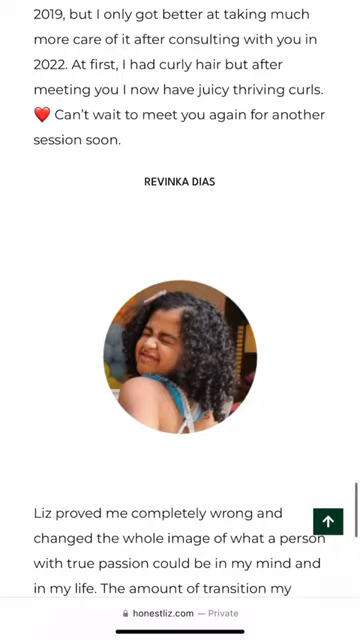 2019, but I only got better at taking much
more care of it after consulting with you in
2022. At first, I had curly hair but after
meeting you I now have juicy thriving curls.
❤️ Can’t wait to meet you again for another
session soon.
REVINKA DIAS
Liz proved me completely wrong and
changed the whole image of what a person
with true passion could be in my mind and
in my life. The amount of transition my
honestliz.com — Private